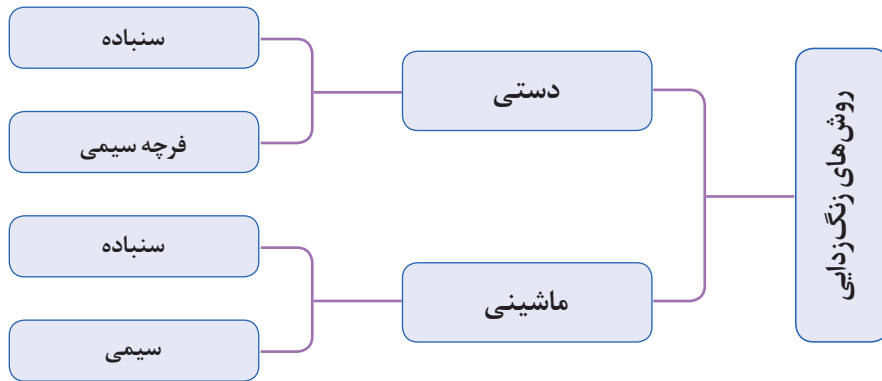 روش‌های زنگ‌زدایی
دستی
سنباده
فرچه سیمی
ماشینی
سنباده
سیمی